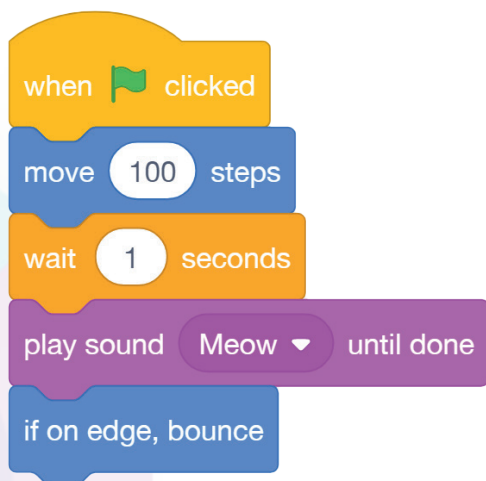 when clicked
move 100 steps
wait 1 seconds
play sound Meow until done
if on edge, bounce